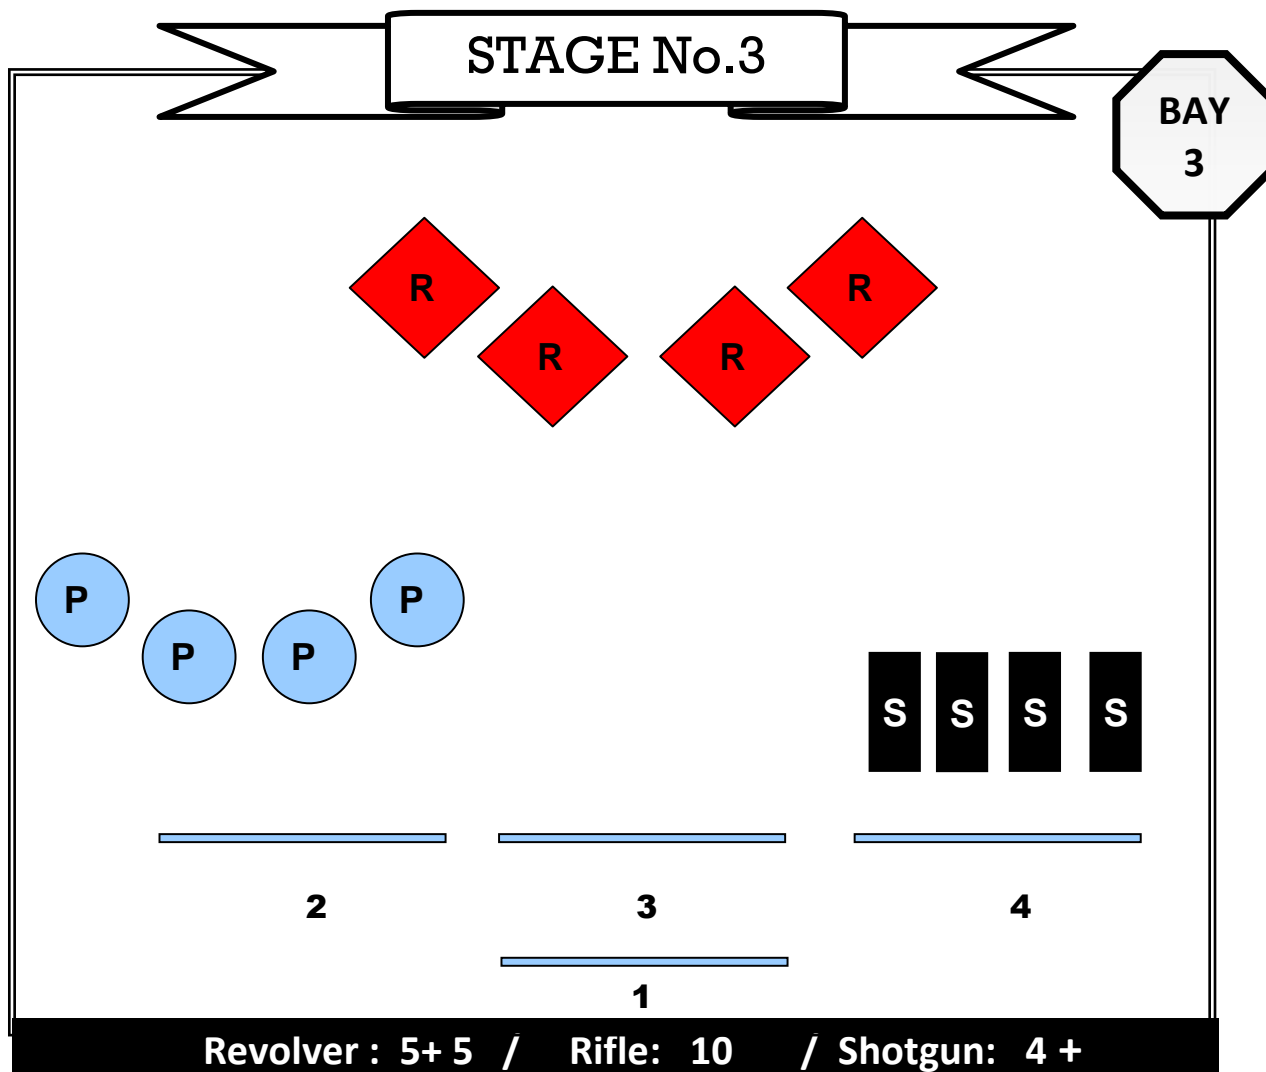 STAGE No.3
BAY
3
R R
R R
P P
P P
S S S S
2 3 4
1
Revolver : 5+ 5 / Rifle: 10 / Shotgun: 4 +